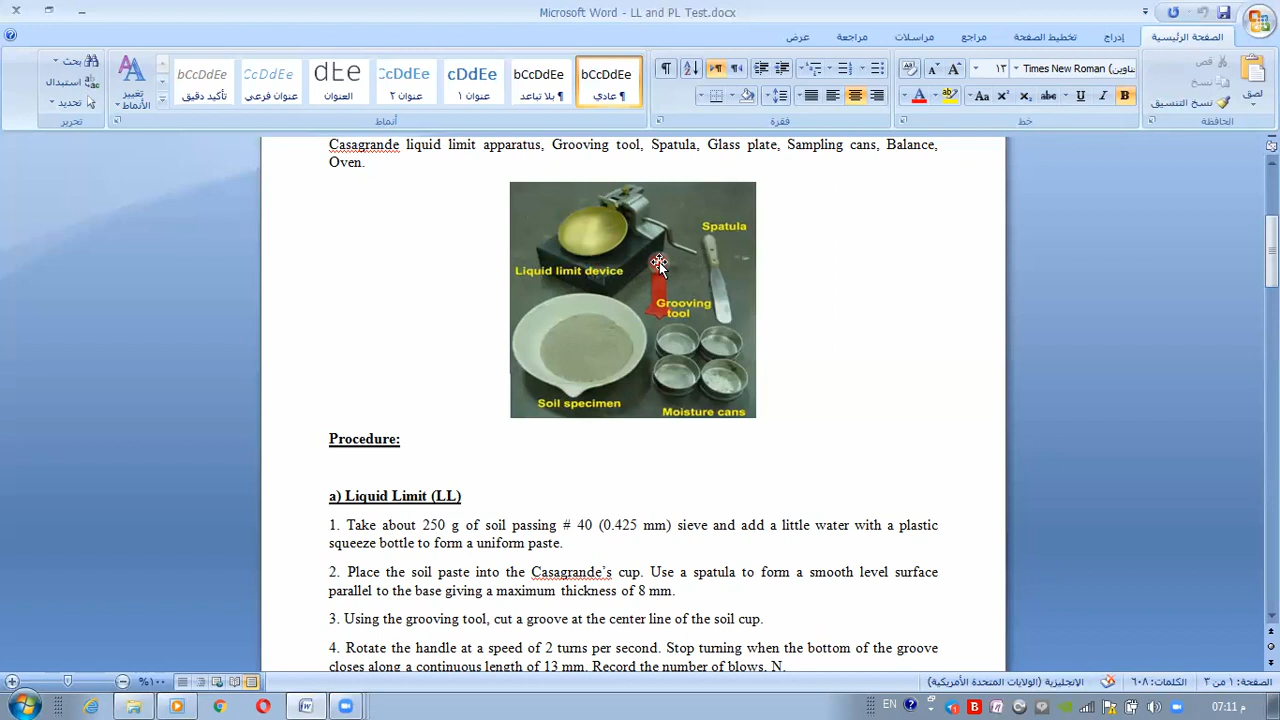 Microsoft Word - LL and PL Test.docx
الصفحة الرئيسية
إدراج
تخطيط الصفحة
مراجع
مراسلات
مراجعة
عرض
لصق
قص
نسخ
نسخ التنسيق
الحافظة
Times New Roman (عناوين
١٣
خط
فقرة
bCcDdEe
¶ عادي
bCcDdEe
¶ بلا تباعد
cCcDdEe
عنوان ١
cCcDdEe
عنوان ٢
العنوان
CcDdEe
عنوان فرعي
bCcDdEe
تأكيد دقيق
تغيير
الأنماط
أنماط
بحث
استبدال
تحديد
تحرير
Casagrande liquid limit apparatus, Grooving tool, Spatula, Glass plate, Sampling cans, Balance,
Oven.
Spatula
Liquid limit device
Grooving
tool
Soil specimen
Moisture cans
Procedure:
a) Liquid Limit (LL)
1. Take about 250 g of soil passing # 40 (0.425 mm) sieve and add a little water with a plastic
squeeze bottle to form a uniform paste.
2. Place the soil paste into the Casagrande’s cup. Use a spatula to form a smooth level surface
parallel to the base giving a maximum thickness of 8 mm.
3. Using the grooving tool, cut a groove at the center line of the soil cup.
4. Rotate the handle at a speed of 2 turns per second. Stop turning when the bottom of the groove
closes along a continuous length of 13 mm. Record the number of blows, N.
الصفحة: ١ من ٣
الكلمات: ٦٠٨
الإنجليزية (الولايات المتحدة الأمريكية)
%١٠٠
EN
07:11 م